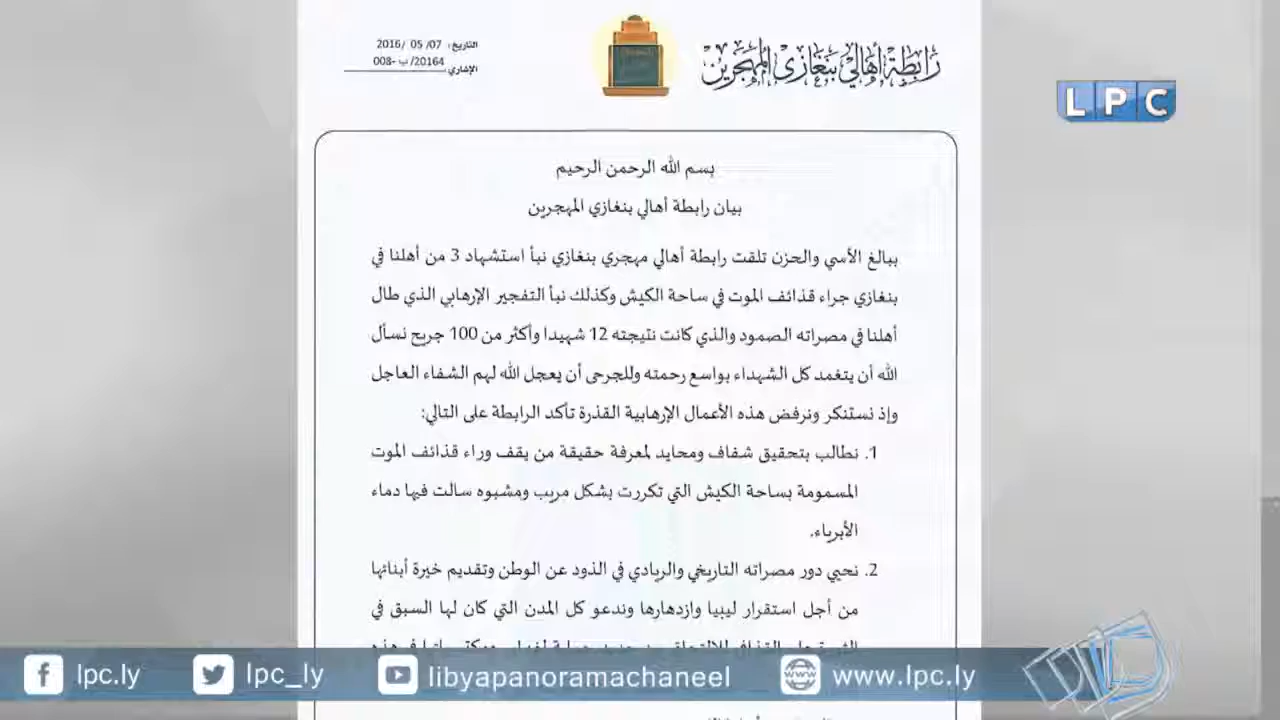 رابطة أهالي بنغازي المهجرين
التاريخ: 07/ 05 /2016
الإشاري: 20164/ ب -008
LPC
بسم الله الرحمن الرحيم
بيان رابطة أهالي بنغازي المهجرين
ببالغ الأسي والحزن تلقت رابطة أهالي مهجري بنغازي نبأ استشهاد 3 من أهلنا في
بنغازي جراء قذائف الموت في ساحة الكيش وكذلك نبأ التفجير الإرهابي الذي طال
أهلنا في مصراته الصمود والذي كانت نتيجته 12 شهيدا وأكثر من 100 جريح نسأل
الله أن يتغمد كل الشهداء بواسع رحمته وللجرحى أن يعجل الله لهم الشفاء العاجل
وإذ نستنكر ونرفض هذه الأعمال الإرهابية القذرة تأكد الرابطة على التالي:
1. نطالب بتحقيق شفاف ومحايد لمعرفة حقيقة من يقف وراء قذائف الموت
المسمومة بساحة الكيش التي تكررت بشكل مريب ومشبوه سالت فيها دماء
الأبرياء.
2. نحيي دور مصراته التاريخي والريادي في الذود عن الوطن وتقديم خيرة أبنائها
من أجل استقرار ليبيا وازدهارها وندعو كل المدن التي كان لها السبق في
lpc.ly
lpc_ly
libyapanoramachaneel
www.lpc.ly